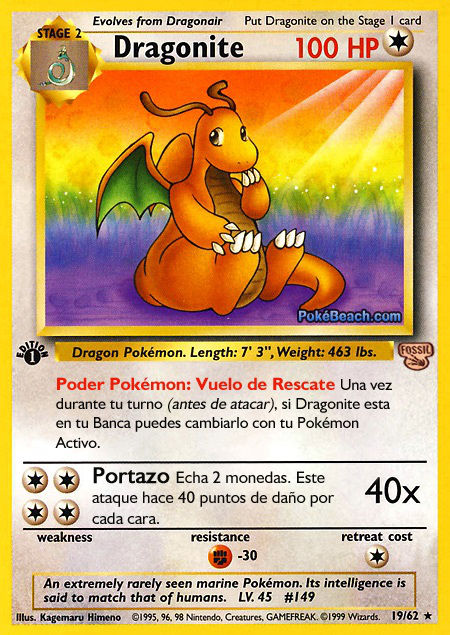 Evolves from Dragonair Put Dragonite on the Stage 1 card
STAGE 2
Dragonite 100 HP
PokéBeach.com
EDITION
1
FOSSIL
Dragon Pokémon. Length: 7' 3", Weight: 463 lbs.
Poder Pokémon: Vuelo de Rescate Una vez
durante tu turno (antes de atacar), si Dragonite esta
en tu Banca puedes cambiarlo con tu Pokémon
Activo.
Portazo Echa 2 monedas. Este
ataque hace 40 puntos de daño por
cada cara.
40x
weakness resistance retreat cost
-30
An extremely rarely seen marine Pokémon. Its intelligence
is said to match that of humans. LV. 45 #149
Illus. Kagemaru Himeno ©1995, 96, 98 Nintendo, Creatures, GAMEFREAK. ©1999 Wizards. 19/62 ★